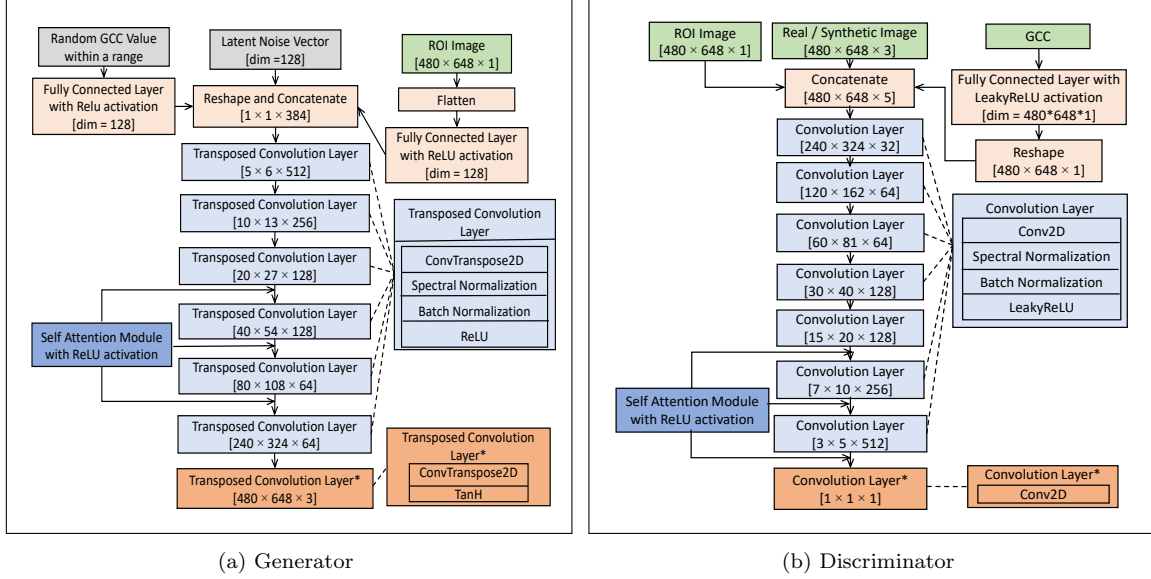 Random GCC Value
within a range
Latent Noise Vector
[dim =128]
ROI Image
[480 × 648 × 1]
Fully Connected Layer
with Relu activation
[dim = 128]
Reshape and Concatenate
[1 × 1 × 384]
Flatten
Fully Connected Layer
with ReLU activation
[dim = 128]
Transposed Convolution Layer
[5 × 6 × 512]
Transposed Convolution Layer
[10 × 13 × 256]
Transposed Convolution Layer
[20 × 27 × 128]
Transposed Convolution Layer
[40 × 54 × 128]
Transposed Convolution Layer
[80 × 108 × 64]
Transposed Convolution Layer
[240 × 324 × 64]
Transposed Convolution Layer*
[480 × 648 × 3]
Self Attention Module
with ReLU activation
Transposed Convolution
Layer
ConvTranspose2D
Spectral Normalization
Batch Normalization
ReLU
Transposed Convolution
Layer*
ConvTranspose2D
TanH
(a) Generator
ROI Image
[480 × 648 × 1]
Real / Synthetic Image
[480 × 648 × 3]
GCC
Concatenate
[480 × 648 × 5]
Fully Connected Layer with
LeakyReLU activation
[dim = 480*648*1]
Reshape
[480 × 648 × 1]
Convolution Layer
[240 × 324 × 32]
Convolution Layer
[120 × 162 × 64]
Convolution Layer
[60 × 81 × 64]
Convolution Layer
[30 × 40 × 128]
Convolution Layer
[15 × 20 × 128]
Convolution Layer
[7 × 10 × 256]
Convolution Layer
[3 × 5 × 512]
Convolution Layer*
[1 × 1 × 1]
Self Attention Module
with ReLU activation
Convolution Layer
Conv2D
Spectral Normalization
Batch Normalization
LeakyReLU
Convolution Layer*
Conv2D
(b) Discriminator